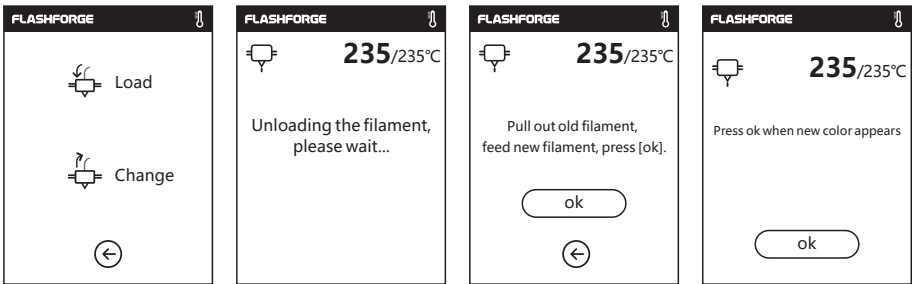 FLASHFORGE
Load
Change
FLASHFORGE
235/235℃
Unloading the filament,
please wait...
FLASHFORGE
235/235℃
Pull out old filament,
feed new filament, press [ok].
ok
FLASHFORGE
235/235℃
Press ok when new color appears
ok